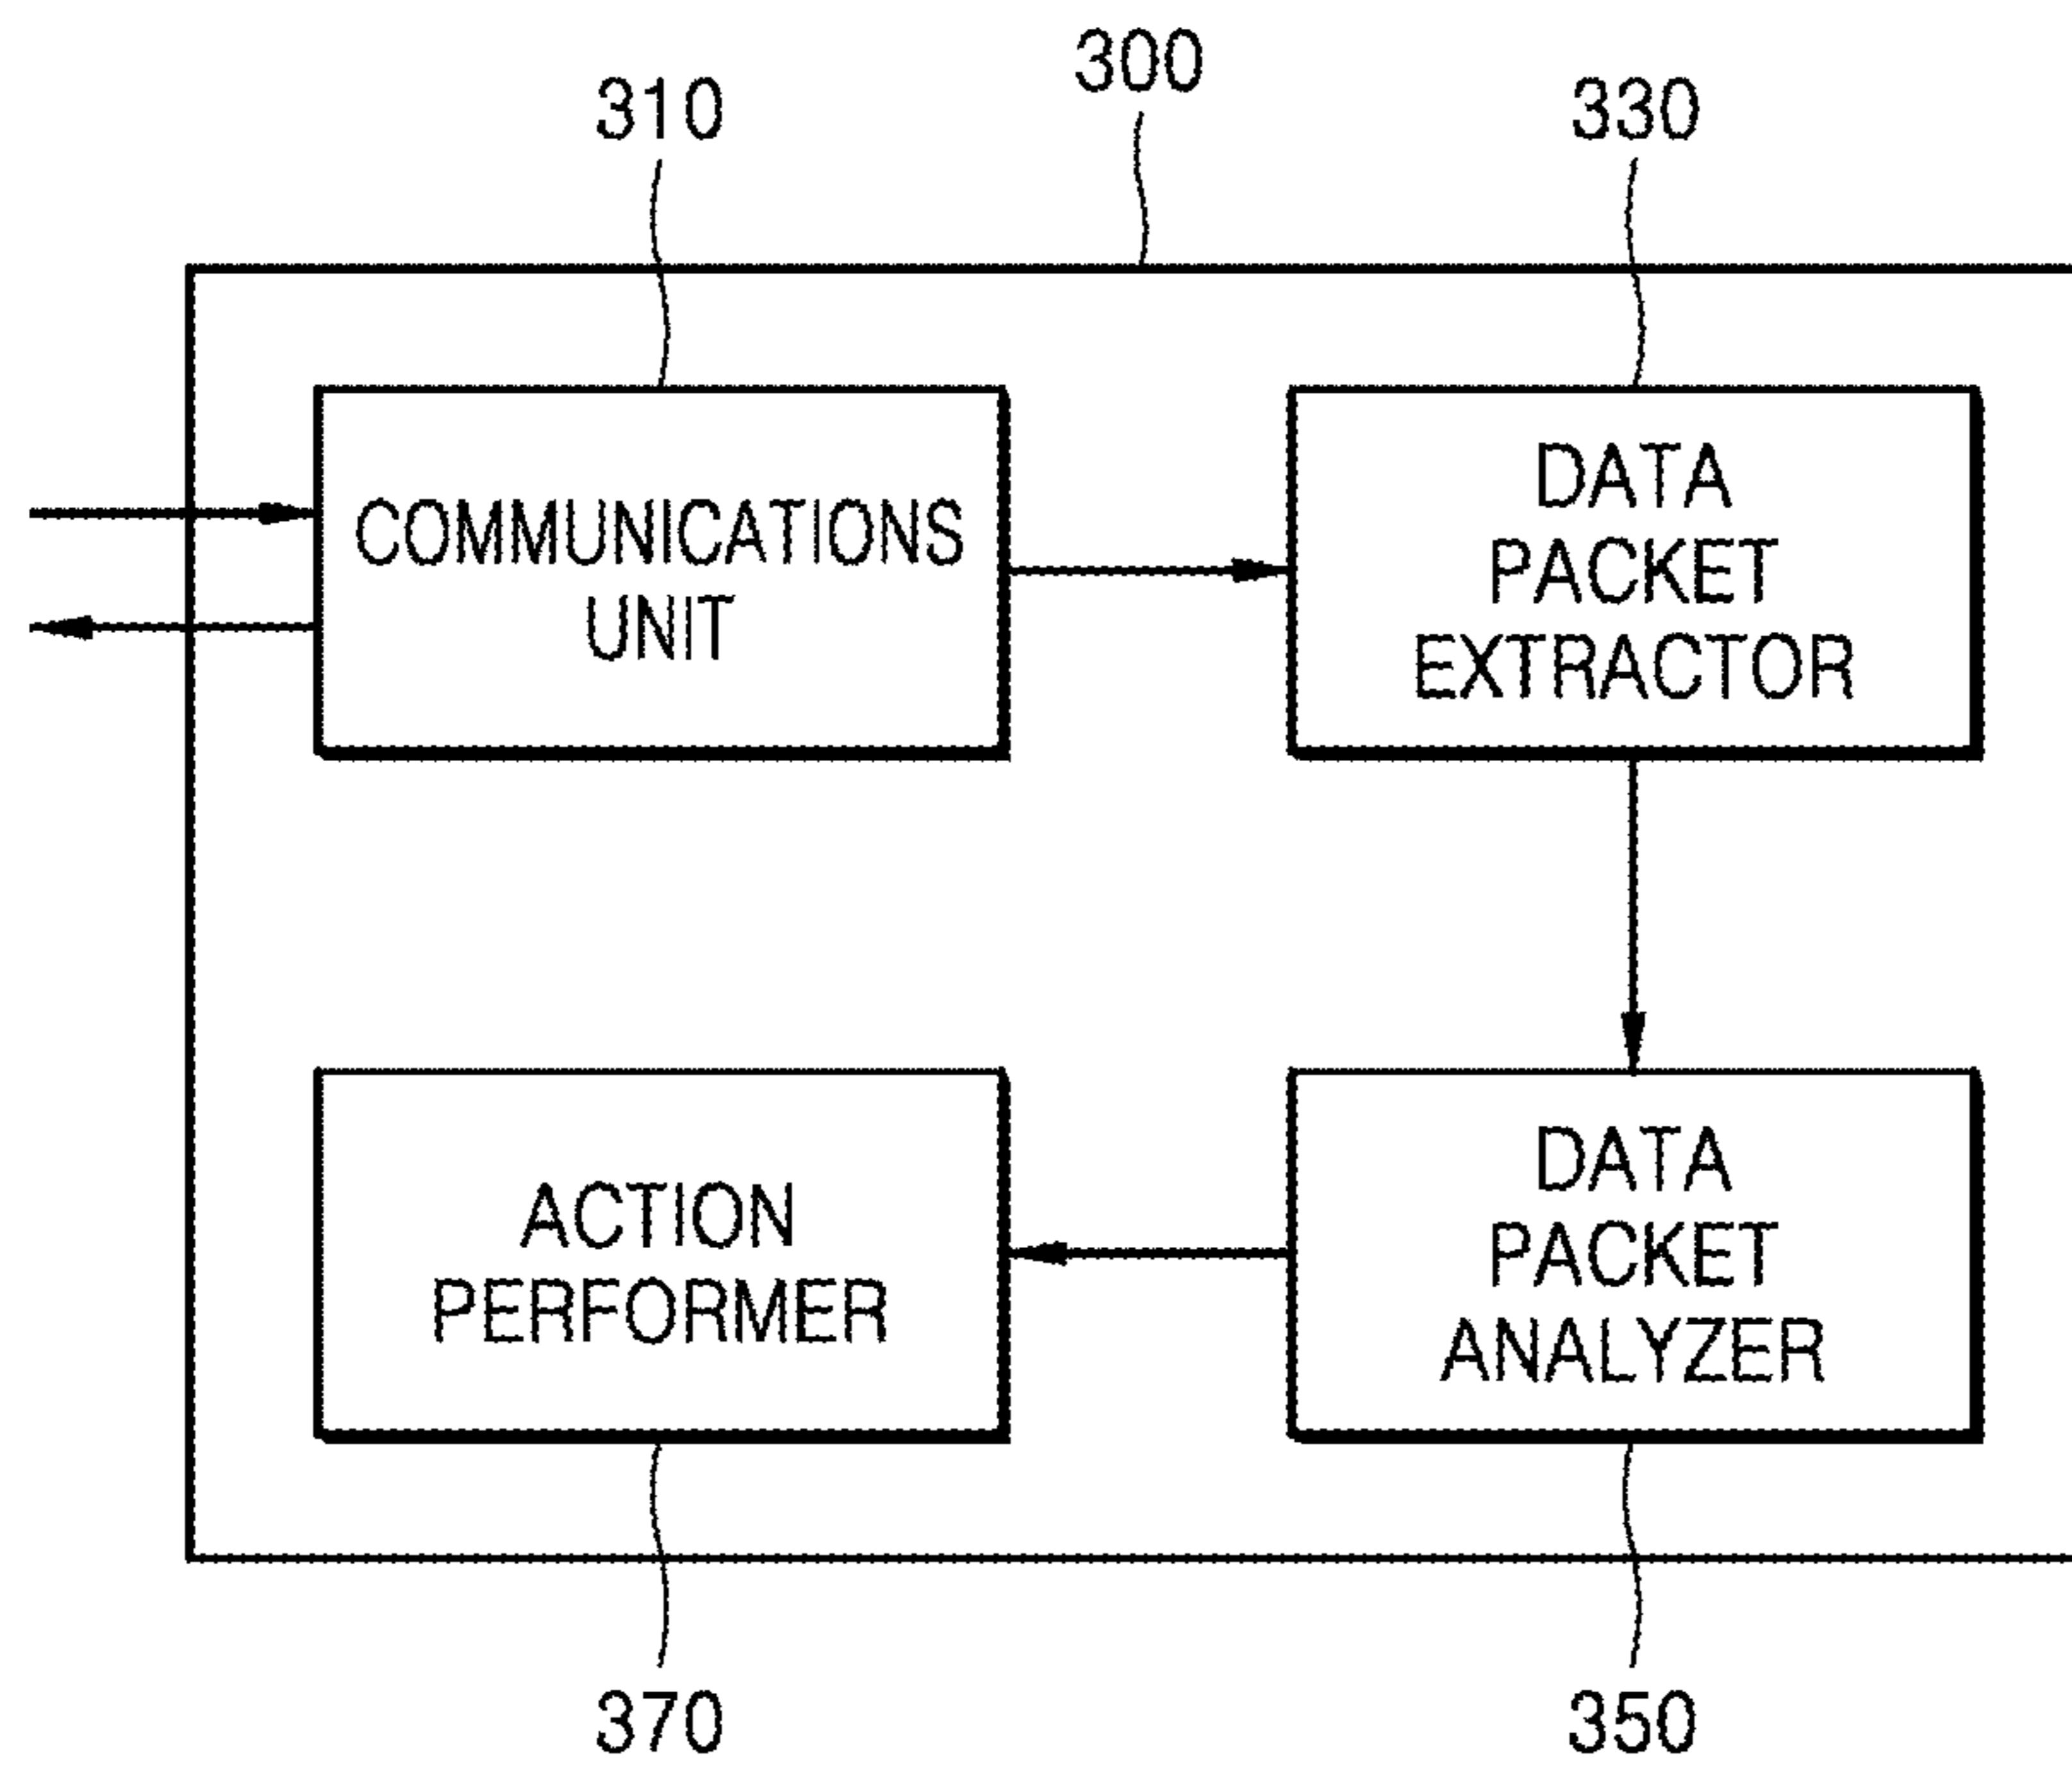 300
310
330
COMMUNICATIONS
UNIT
DATA
PACKET
EXTRACTOR
ACTION
PERFORMER
DATA
PACKET
ANALYZER
370
350